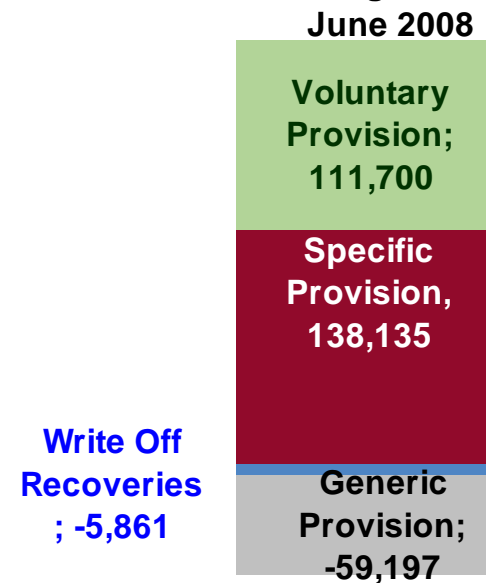 June 2008
Voluntary
Provision;
111,700
Specific
Provision,
138,135
Write Off
Recoveries
; -5,861
Generic
Provision;
-59,197